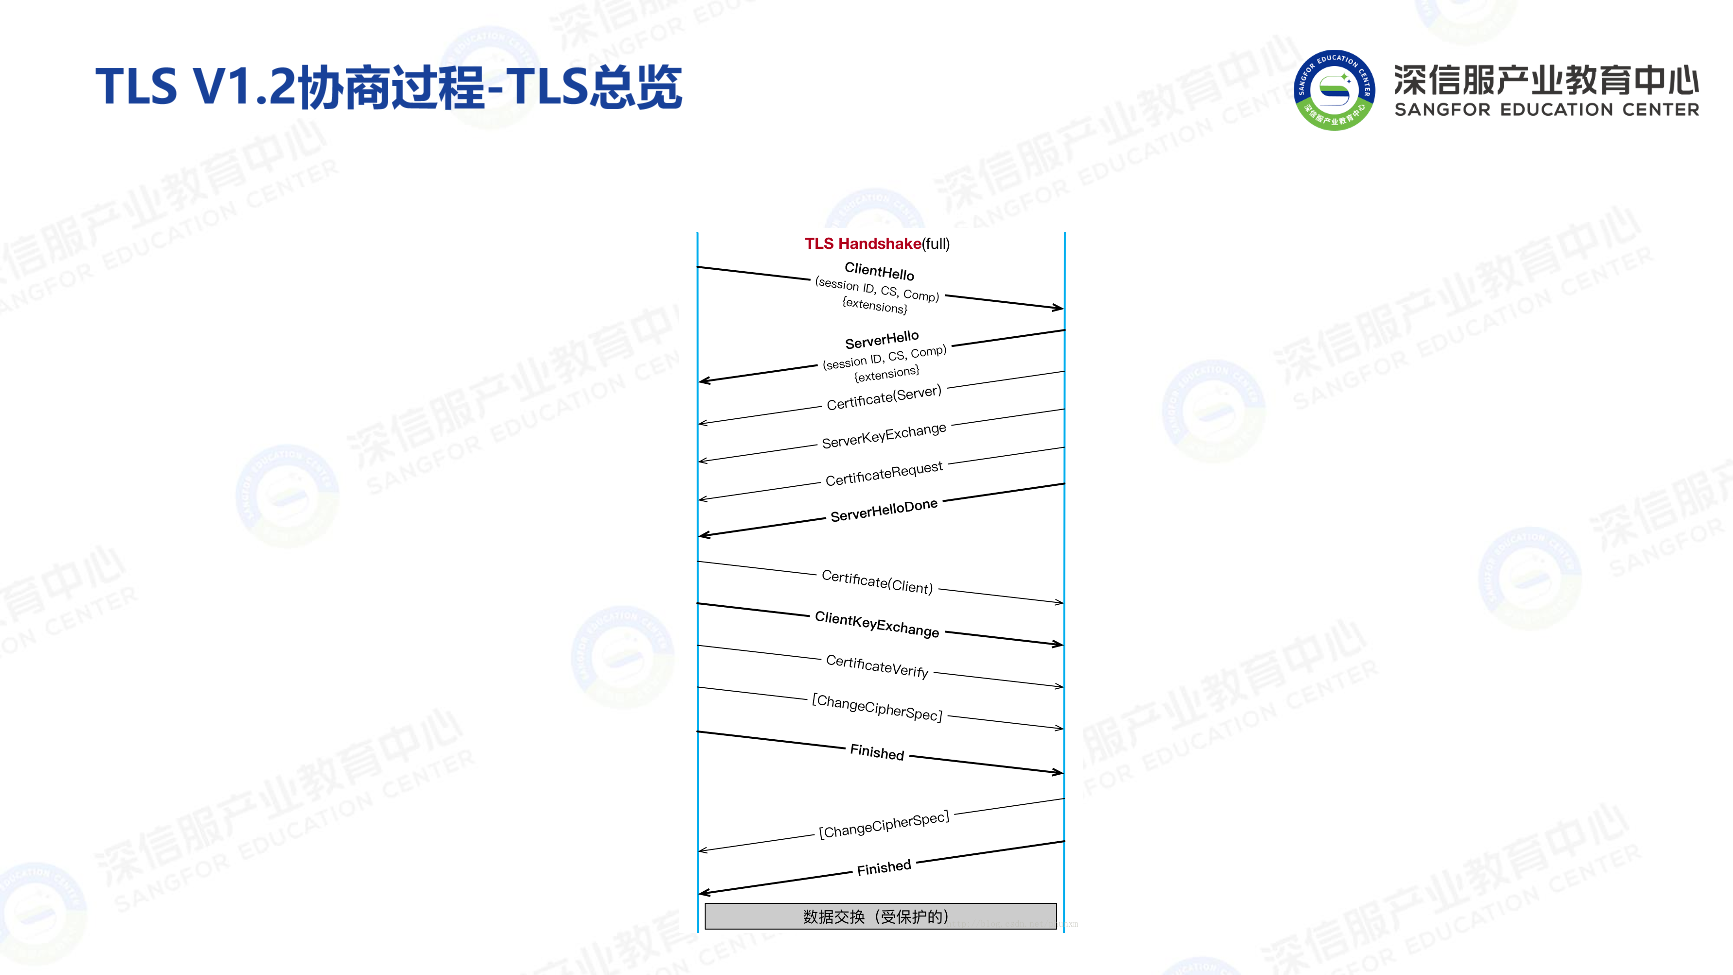 TLS V1.2协商过程-TLS总览
深信服产业教育中心
SANGFOR EDUCATION CENTER
TLS Handshake(full)
ClientHello
(session ID, CS, Comp)
{extensions}
ServerHello
(session ID, CS, Comp)
{extensions}
Certificate(Server)
ServerKeyExchange
CertificateRequest
ServerHelloDone
Certificate(Client)
ClientKeyExchange
CertificateVerify
[ChangeCipherSpec]
Finished
[ChangeCipherSpec]
Finished
数据交换（受保护的）